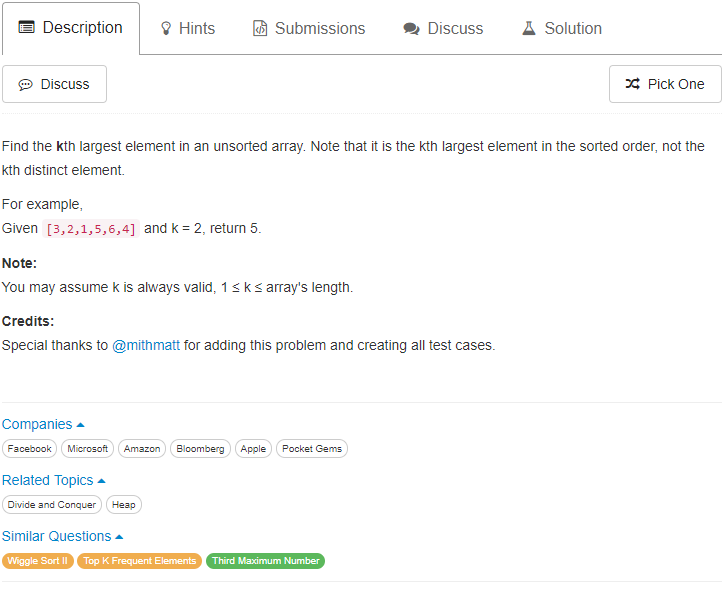 Description Hints Submissions Discuss Solution
Discuss Pick One
Find the kth largest element in an unsorted array. Note that it is the kth largest element in the sorted order, not the
kth distinct element.
For example,
Given [3,2,1,5,6,4] and k = 2, return 5.
Note:
You may assume k is always valid, 1 ≤ k ≤ array's length.
Credits:
Special thanks to @mithmatt for adding this problem and creating all test cases.
Companies
Facebook Microsoft Amazon Bloomberg Apple Pocket Gems
Related Topics
Divide and Conquer Heap
Similar Questions
Wiggle Sort II Top K Frequent Elements Third Maximum Number